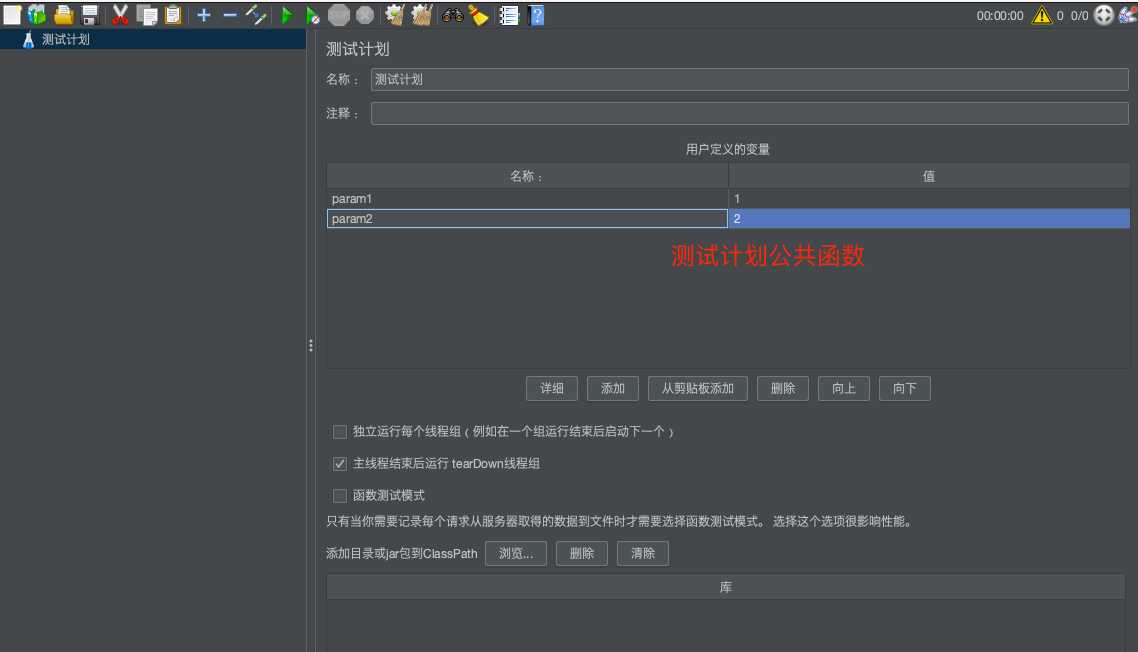 00:00:00 0 0/0
测试计划
测试计划
名称： 测试计划
注释：
用户定义的变量
名称： 值
param1 1
param2 2
测试计划公共函数
详细 添加 从剪贴板添加 删除 向上 向下
独立运行每个线程组（例如在一个组运行结束后启动下一个）
主线程结束后运行 tearDown线程组
函数测试模式
只有当你需要记录每个请求从服务器取得的数据到文件时才需要选择函数测试模式。 选择这个选项很影响性能。
添加目录或jar包到ClassPath 浏览... 删除 清除
库